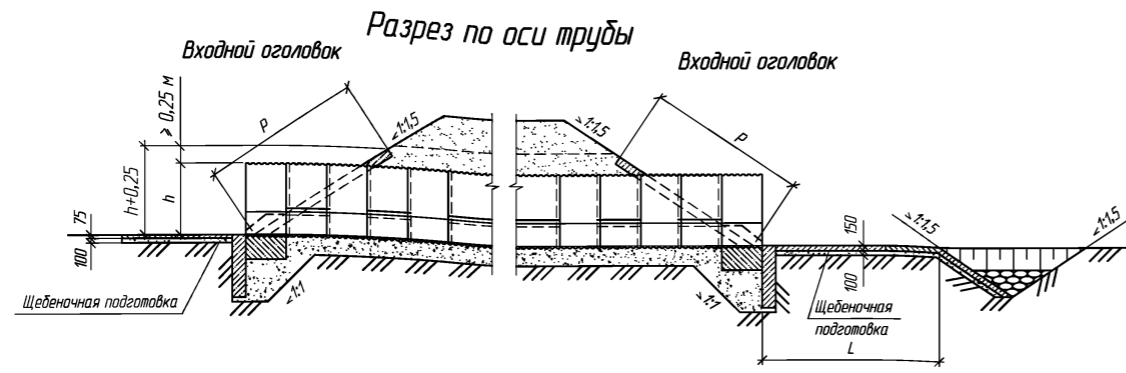 Разрез по оси трубы
Входной оголовок
Входной оголовок
≥ 0,25 м
h+0,25
h
P
<1:1,5
>1:1,5
P
75
100
Щебеночная подготовка
<1:1
>1:1
150
100
>1:1,5
<1:1,5
Щебеночная
подготовка
L